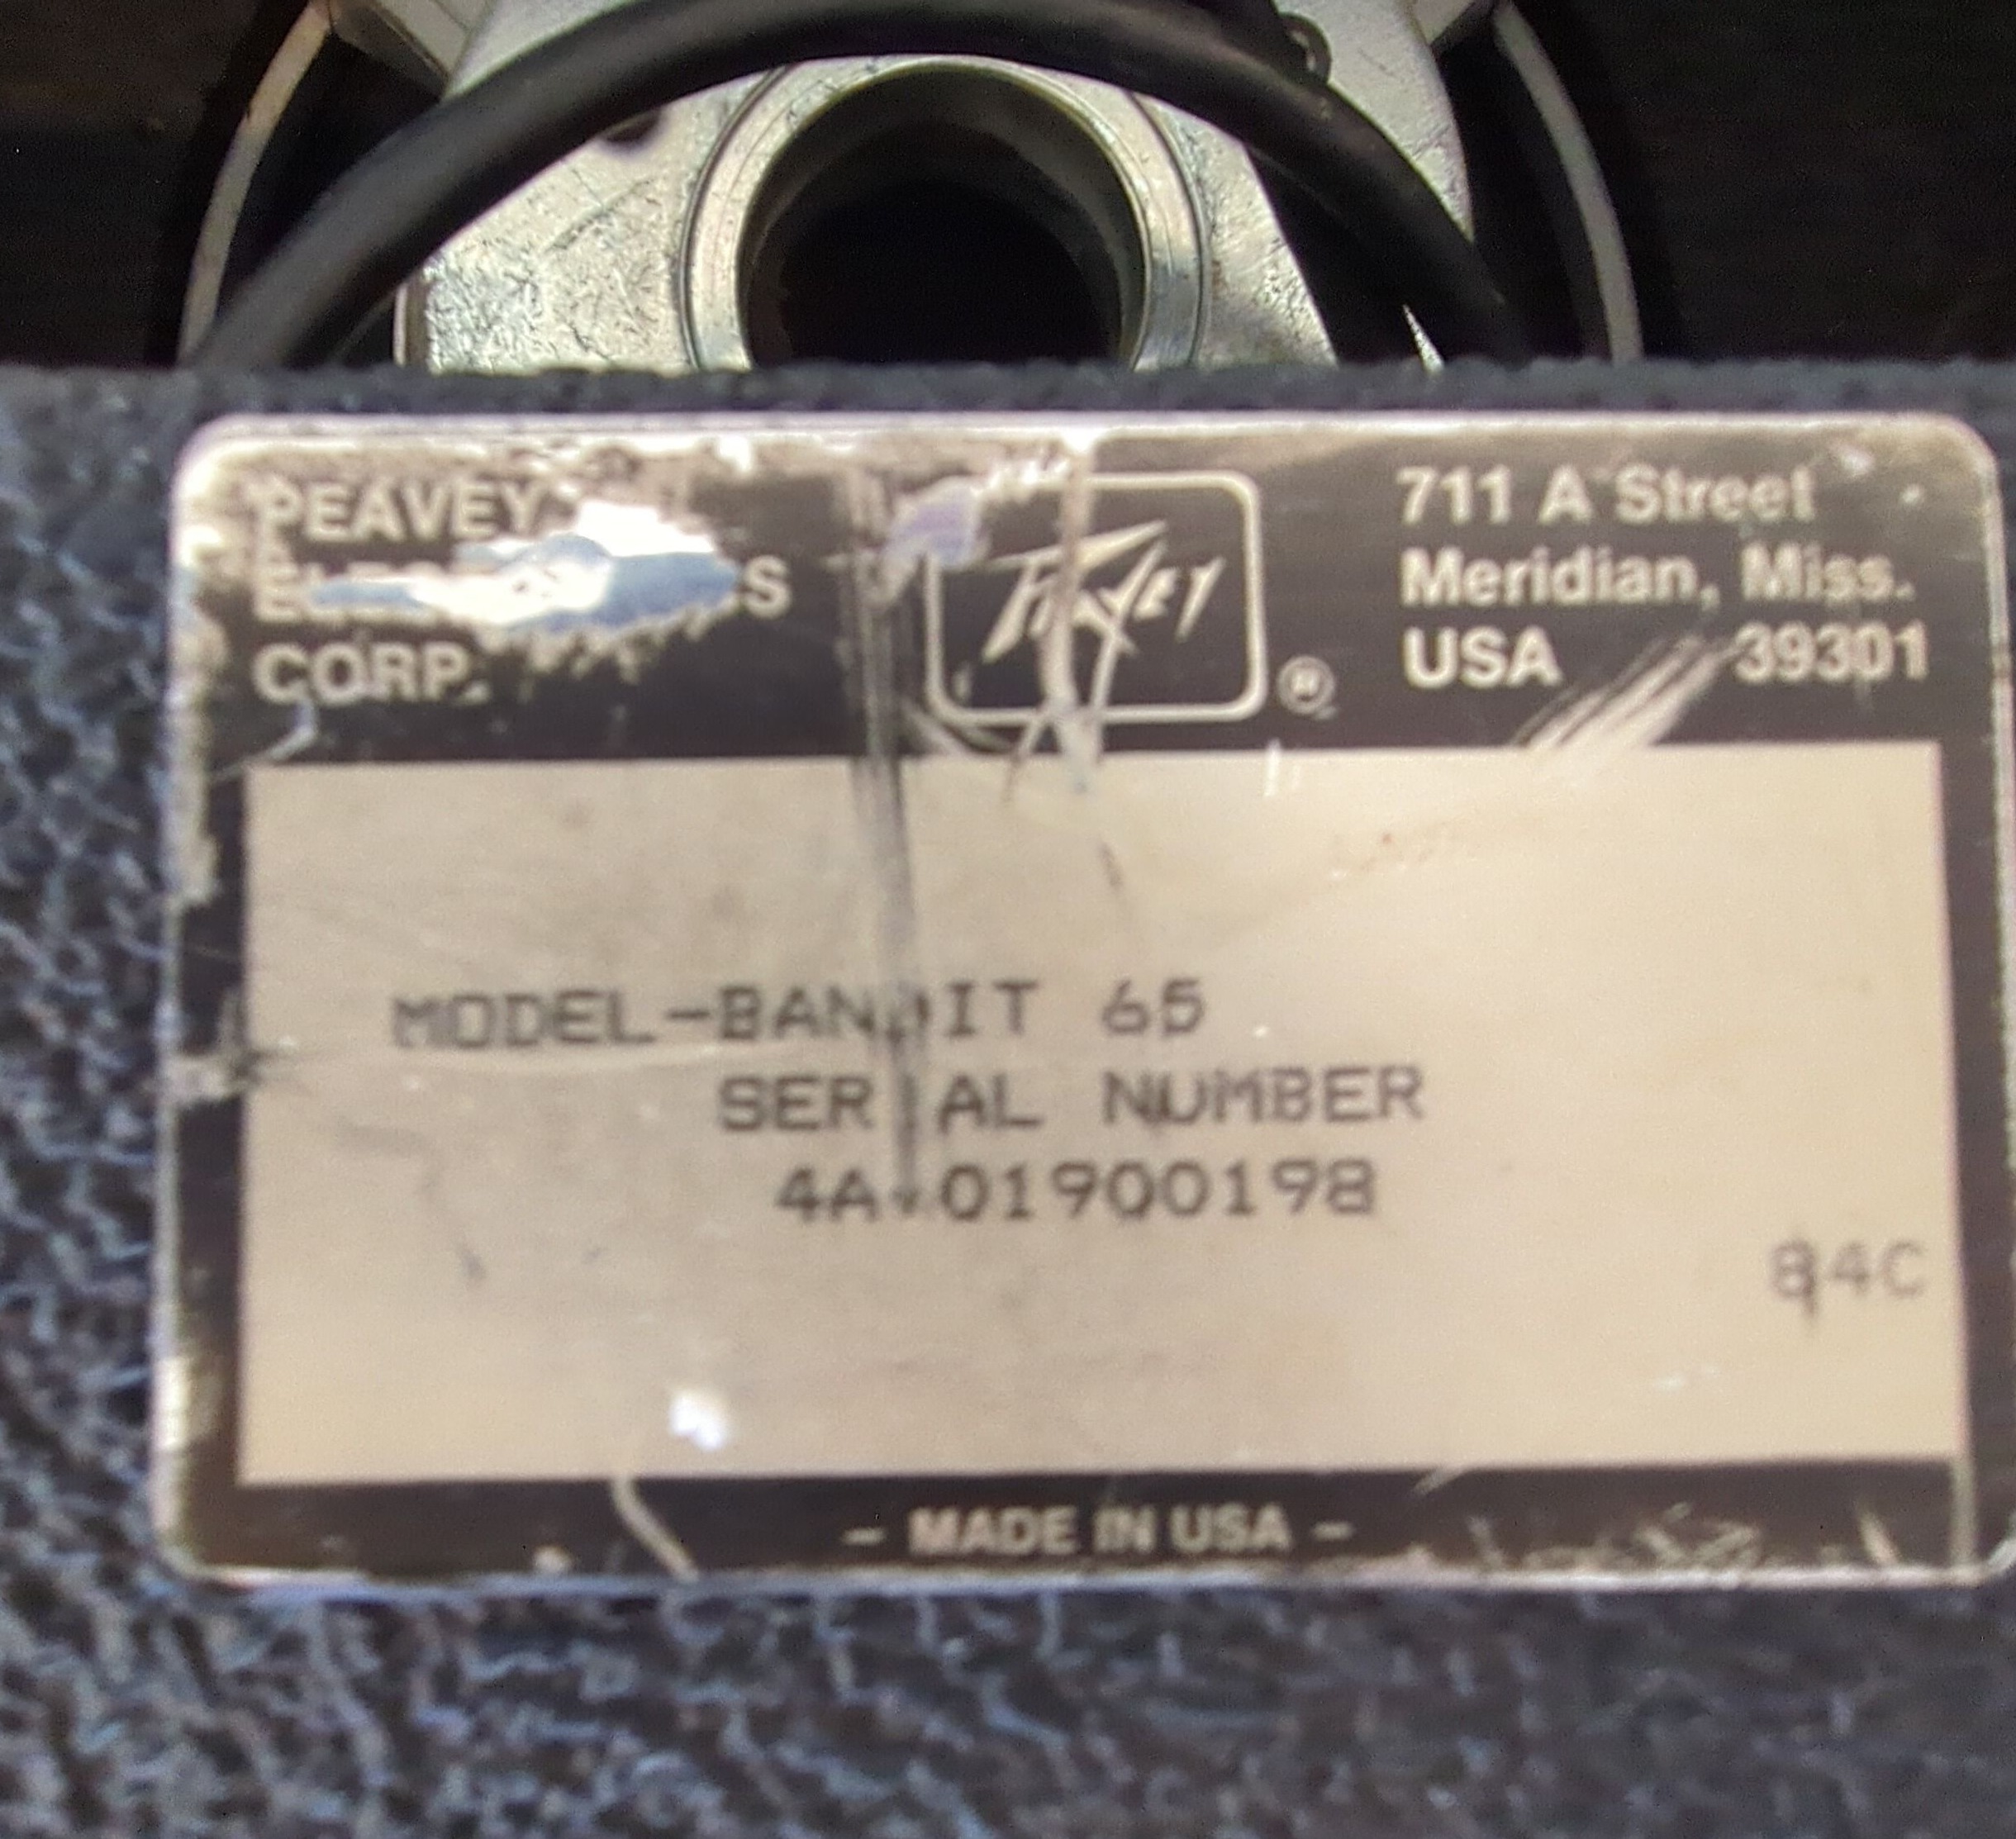 PEAVEY
CORP.
PEAVEY
®
711 A Street
Meridian, Miss.
USA 39301
MODEL-BANDIT 65
SERIAL NUMBER
4A-01900198
84C
- MADE IN USA -